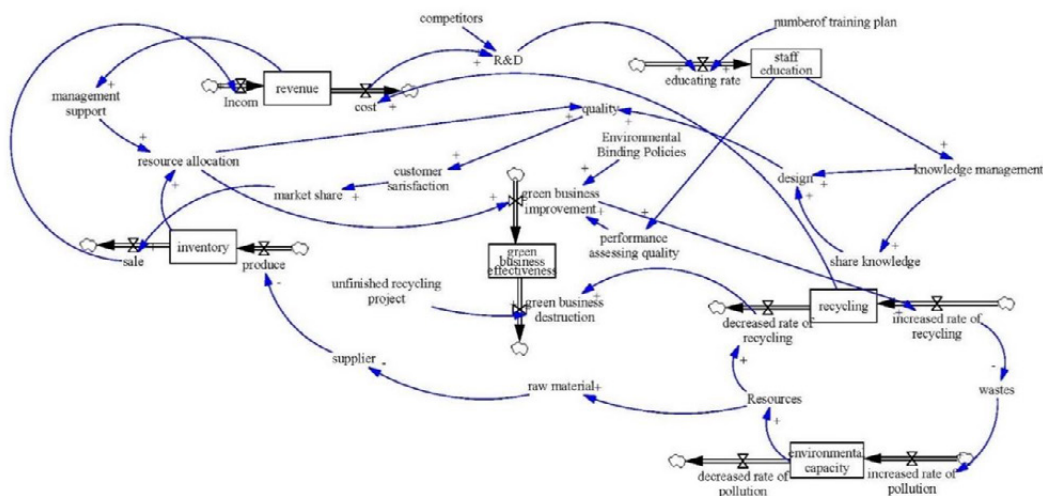 competitors
numberof training plan
R&D
staff
education
educating rate
revenue
Incom
cost
management
support
quality
Environmental
Binding Policies
resource allocation
customer
sarisfaction
design
knowledge management
market share
green business
improvement
performance
assessing quality
share knowledge
inventory
sale
produce
green
business
effectiveness
unfinished recycling
project
green business
destruction
recycling
decreased rate of
recycling
increased rate of
recycling
supplier
raw material
Resources
wastes
environmental
capacity
decreased rate of
pollution
increased rate of
pollution